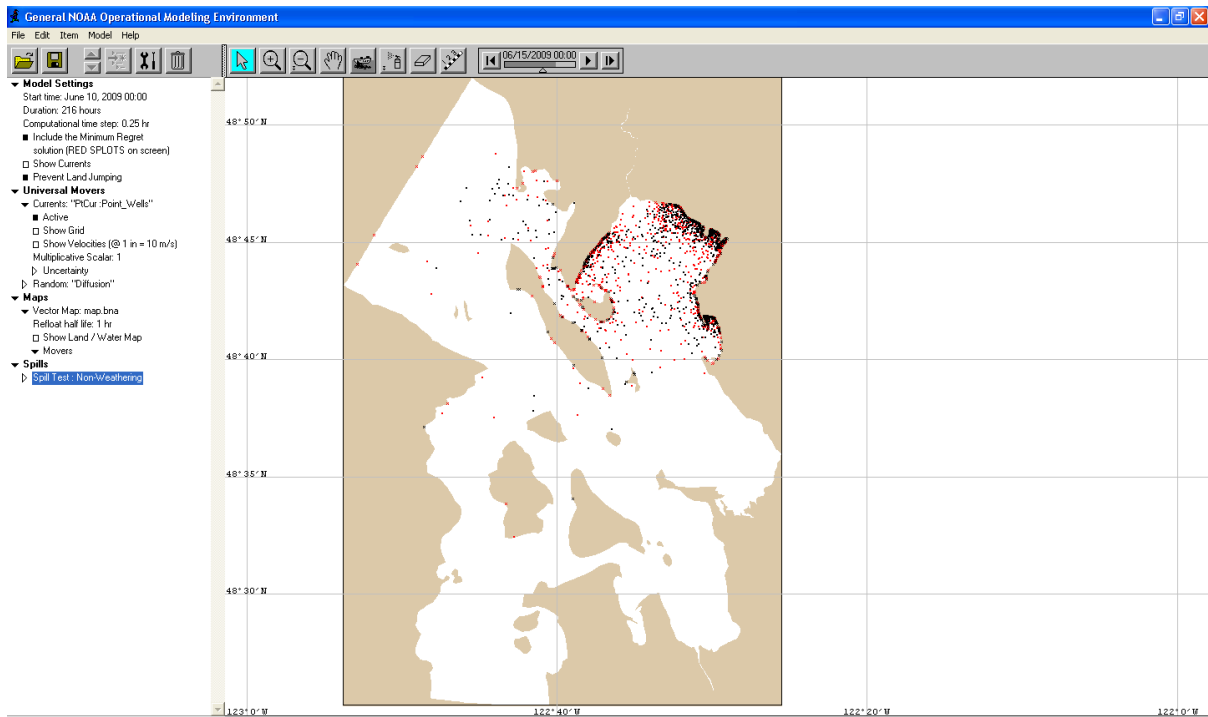 General NOAA Operational Modeling Environment
File Edit Item Model Help
06/15/2009 00:00
Model Settings
Start time: June 10, 2009 00:00
Duration: 216 hours
Computational time step: 0.25 hr
Include the Minimum Regret
solution (RED SPLOTS on screen)
Show Currents
Prevent Land Jumping
Universal Movers
Currents: "PtCur :Point_Wells"
Active
Show Grid
Show Velocities (@ 1 in = 10 m/s)
Multiplicative Scalar: 1
Uncertainty
Random: "Diffusion"
Maps
Vector Map: map.bna
Refloat half life: 1 hr
Show Land / Water Map
Movers
Spills
Spill Test : Non-Weathering
48°50'N
48°45'N
48°40'N
48°35'N
48°30'N
123°0'W 122°40'W 122°20'W 122°0'W